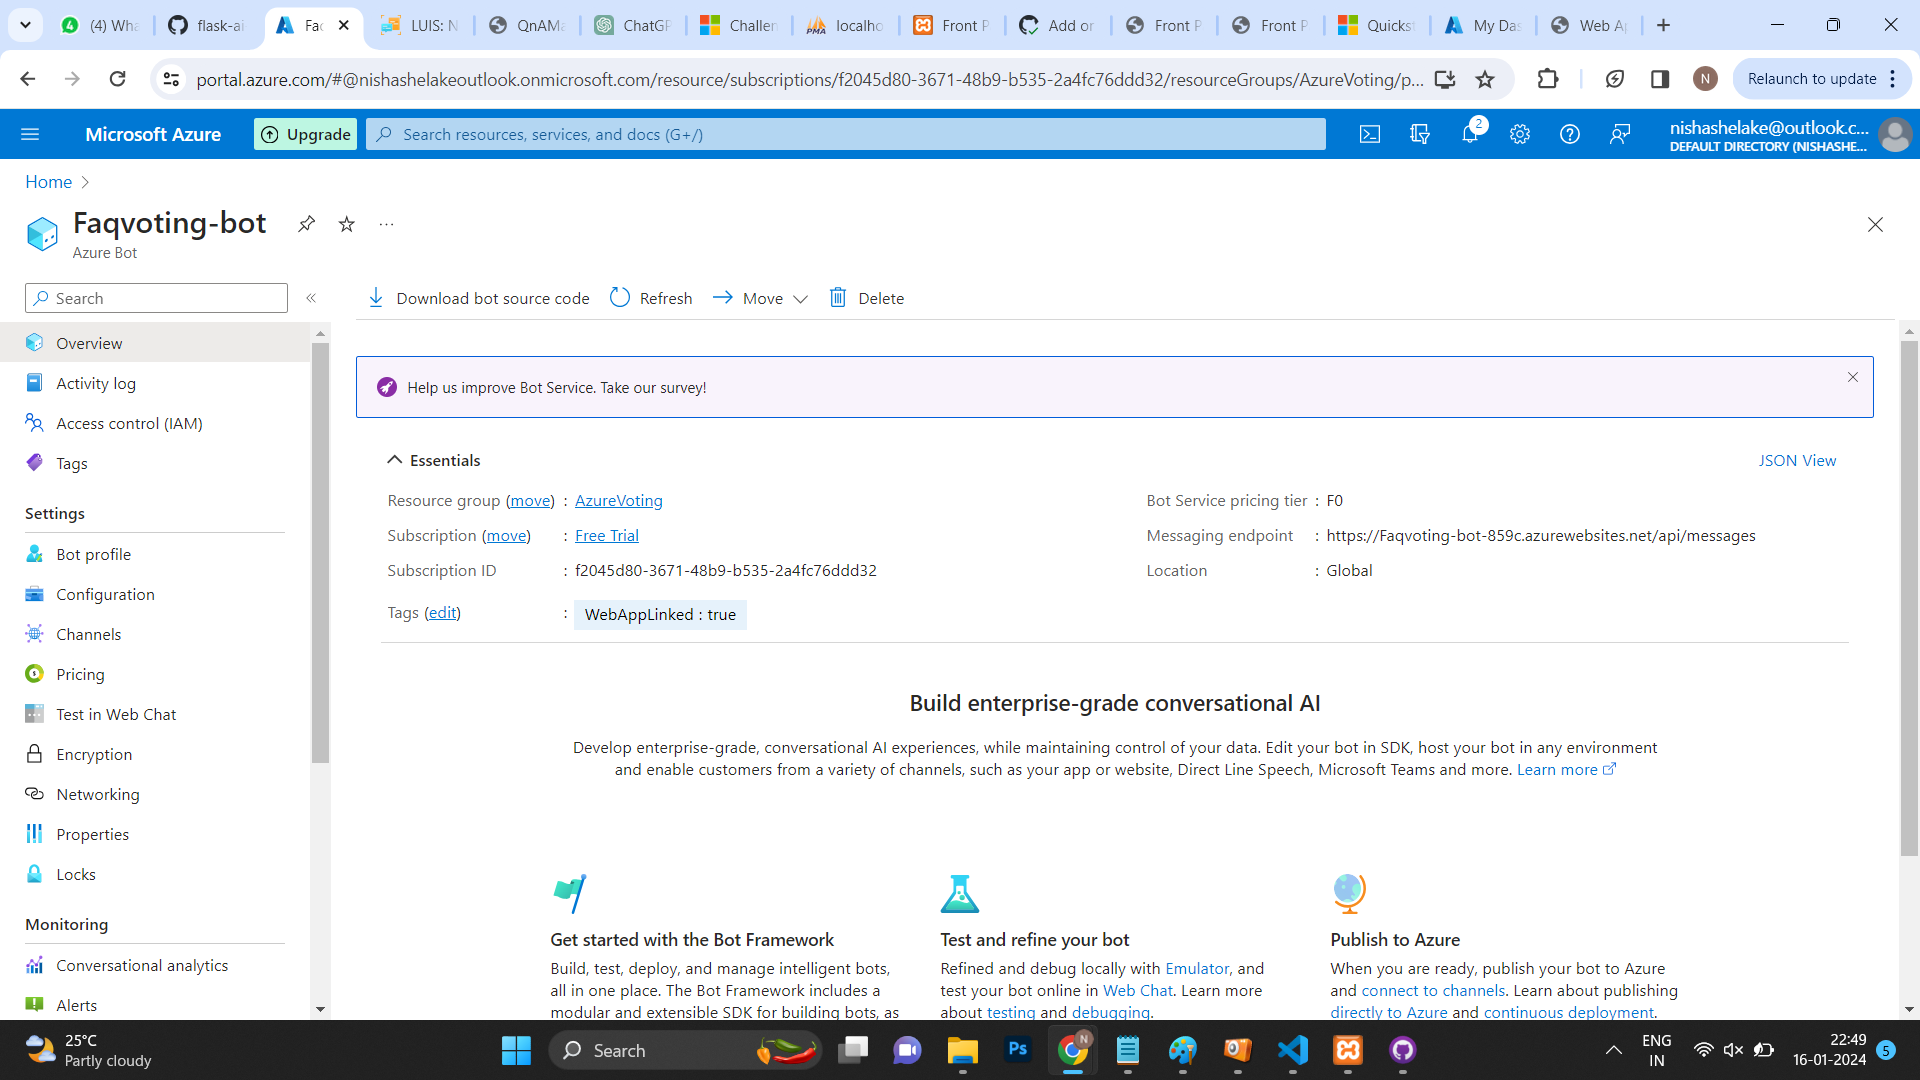 (4) Wha
flask-ai
Fac
LUIS: N
QnAMa
ChatGP
Challen
localho
Front P
Add or
Front P
Front P
Quickst
My Das
Web Ap
portal.azure.com/#@nishashelakeoutlook.onmicrosoft.com/resource/subscriptions/f2045d80-3671-48b9-b535-2a4fc76ddd32/resourceGroups/AzureVoting/p...
N
Relaunch to update
Microsoft Azure
Upgrade
Search resources, services, and docs (G+/)
2
nishashelake@outlook.c...
DEFAULT DIRECTORY (NISHASHE...
Home
Faqvoting-bot
Azure Bot
Search
Download bot source code
Refresh
Move
Delete
Overview
Activity log
Access control (IAM)
Tags
Settings
Bot profile
Configuration
Channels
Pricing
Test in Web Chat
Encryption
Networking
Properties
Locks
Monitoring
Conversational analytics
Alerts
Help us improve Bot Service. Take our survey!
Essentials
JSON View
Resource group (move) : AzureVoting
Subscription (move) : Free Trial
Subscription ID : f2045d80-3671-48b9-b535-2a4fc76ddd32
Tags (edit) : WebAppLinked : true
Bot Service pricing tier : F0
Messaging endpoint : https://Faqvoting-bot-859c.azurewebsites.net/api/messages
Location : Global
Build enterprise-grade conversational AI
Develop enterprise-grade, conversational AI experiences, while maintaining control of your data. Edit your bot in SDK, host your bot in any environment
and enable customers from a variety of channels, such as your app or website, Direct Line Speech, Microsoft Teams and more. Learn more
Get started with the Bot Framework
Build, test, deploy, and manage intelligent bots,
all in one place. The Bot Framework includes a
modular and extensible SDK for building bots, as
Test and refine your bot
Refined and debug locally with Emulator, and
test your bot online in Web Chat. Learn more
about testing and debugging.
Publish to Azure
When you are ready, publish your bot to Azure
and connect to channels. Learn about publishing
directly to Azure and continuous deployment.
25°C
Partly cloudy
Search
Ps
N
ENG
IN
22:49
16-01-2024
5